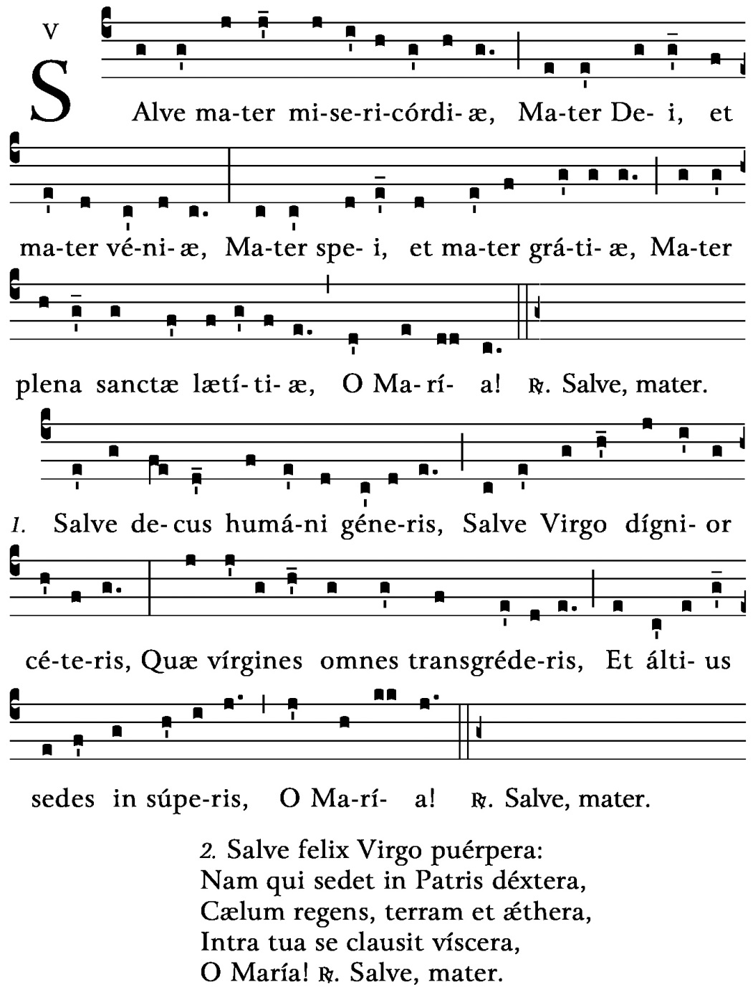 V
SAlve ma-ter mi-se-ri-córdi-æ, Ma-ter De-i, et
ma-ter vé-ni-æ, Ma-ter spe-i, et ma-ter grá-ti-æ, Ma-ter
plena sanctæ lætí-ti-æ, O Ma-rí-a! ℟. Salve, mater.
1. Salve de-cus humá-ni géne-ris, Salve Virgo dígni-or
cé-te-ris, Quæ vírgines omnes transgréde-ris, Et álti-us
sedes in súpe-ris, O Ma-rí-a! ℟. Salve, mater.
2. Salve felix Virgo puérpera:
Nam qui sedet in Patris déxtera,
Cælum regens, terram et ǽthera,
Intra tua se clausit víscera,
O María! ℟. Salve, mater.